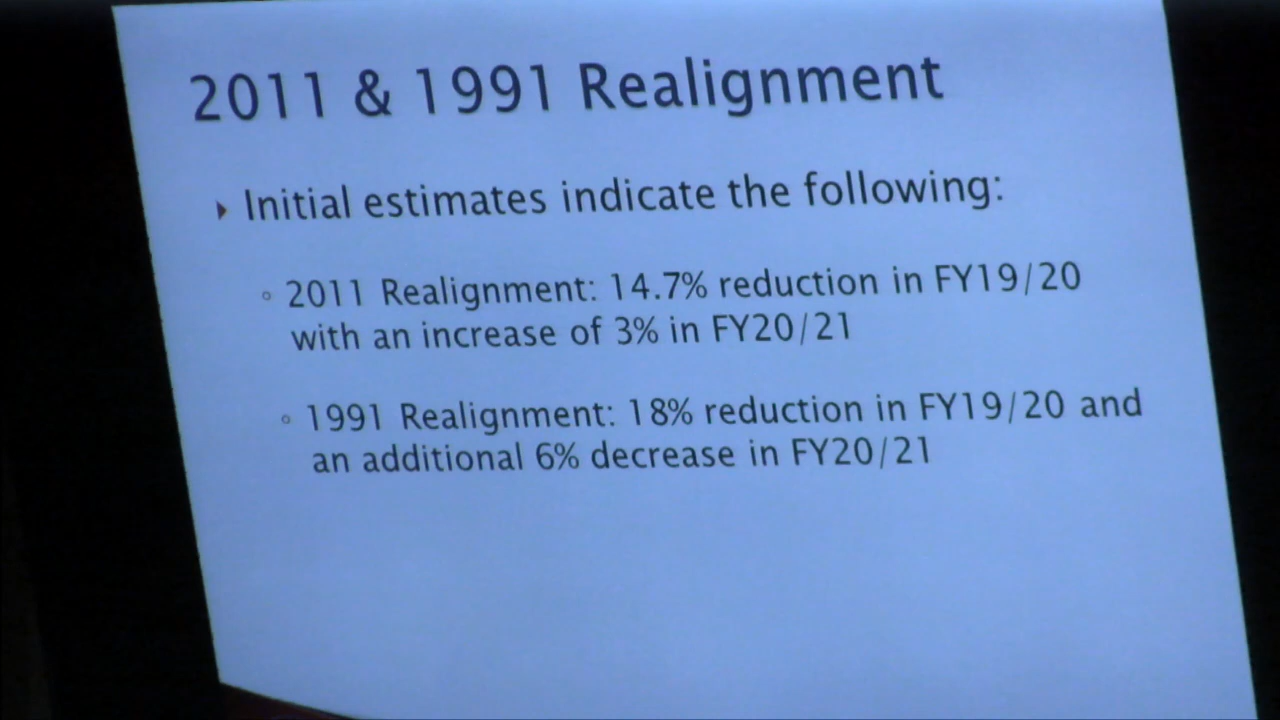 2011 & 1991 Realignment
Initial estimates indicate the following:
2011 Realignment: 14.7% reduction in FY19/20
with an increase of 3% in FY20/21
1991 Realignment: 18% reduction in FY19/20 and
an additional 6% decrease in FY20/21